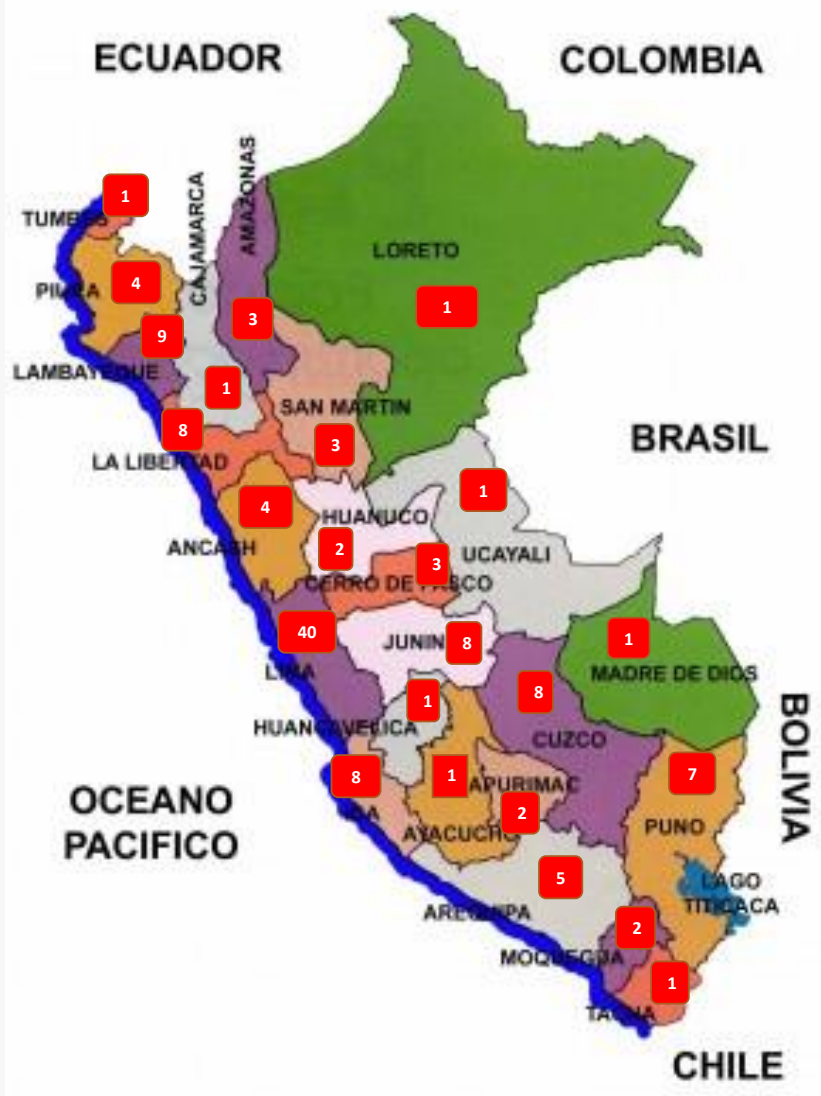 ECUADOR
COLOMBIA
AMAZONAS
CAJAMARCA
1
TUMBES
LORETO
4
PIURA
1
3
9
LAMBAYEQUE
1
SAN MARTIN
8
BRASIL
3
LA LIBERTAD
1
4
HUANUCO
ANCASH
2
UCAYALI
3
CERRO DE PASCO
40
JUNIN
8
1
LIMA
MADRE DE DIOS
8
1
HUANCAVELICA
CUZCO
BOLIVIA
8
1
7
APURIMAC
OCEANO
PACIFICO
2
ICA
AYACUCHO
PUNO
5
LAGO
TITICACA
AREQUIPA
2
MOQUEGUA
1
TACNA
CHILE